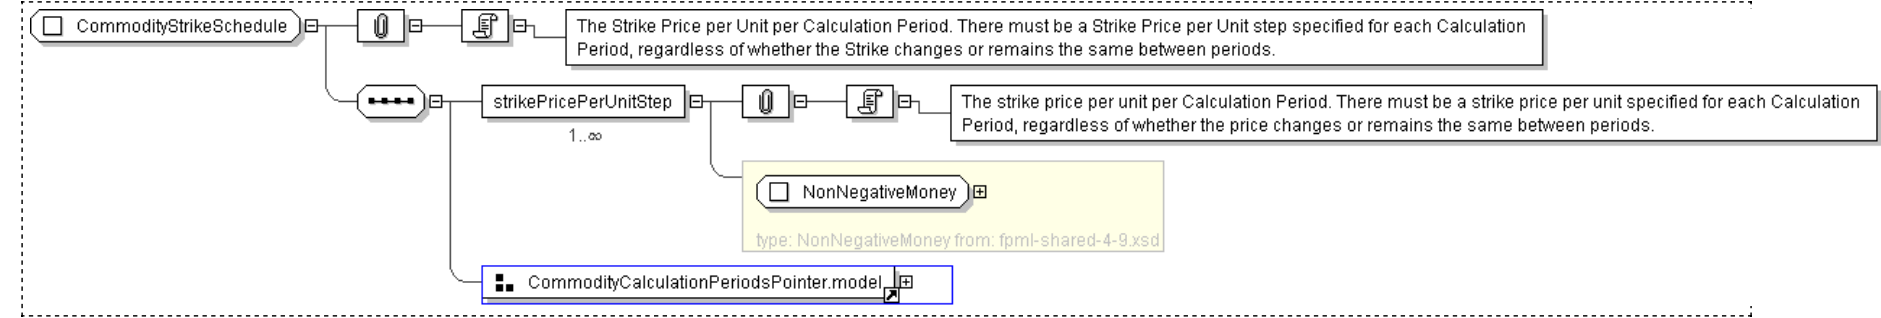 CommodityStrikeSchedule
The Strike Price per Unit per Calculation Period. There must be a Strike Price per Unit step specified for each Calculation
Period, regardless of whether the Strike changes or remains the same between periods.
strikePricePerUnitStep
1..∞
The strike price per unit per Calculation Period. There must be a strike price per unit specified for each Calculation
Period, regardless of whether the price changes or remains the same between periods.
NonNegativeMoney
type: NonNegativeMoney from: fpml-shared-4-9.xsd
CommodityCalculationPeriodsPointer.model